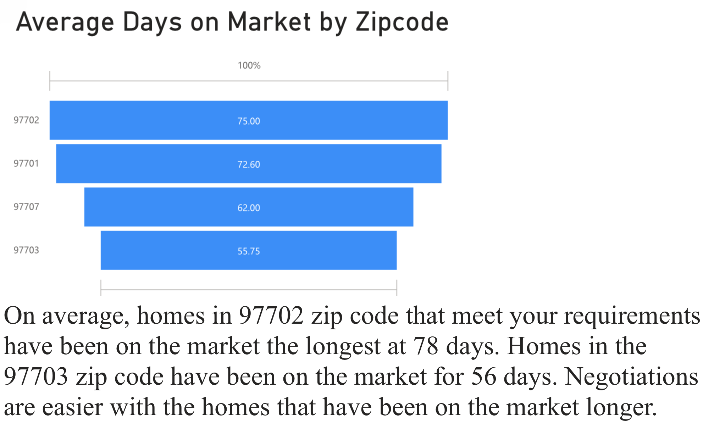 Average Days on Market by Zipcode
100%
97702 75.00
97701 72.60
97707 62.00
97703 55.75
On average, homes in 97702 zip code that meet your requirements
have been on the market the longest at 78 days. Homes in the
97703 zip code have been on the market for 56 days. Negotiations
are easier with the homes that have been on the market longer.